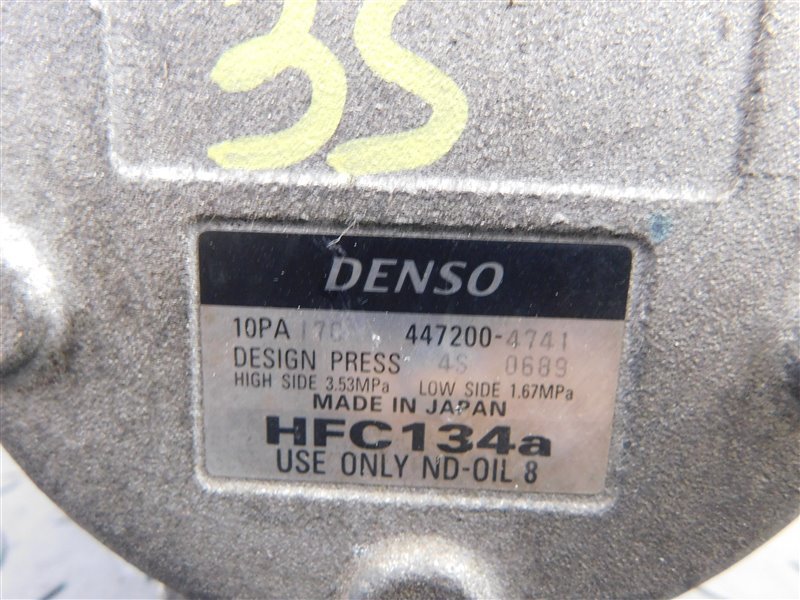 35
DENSO
10PA 17C 447200-4741
DESIGN PRESS 4S 0689
HIGH SIDE 3.53MPa LOW SIDE 1.67MPa
MADE IN JAPAN
HFC134a
USE ONLY ND-OIL 8